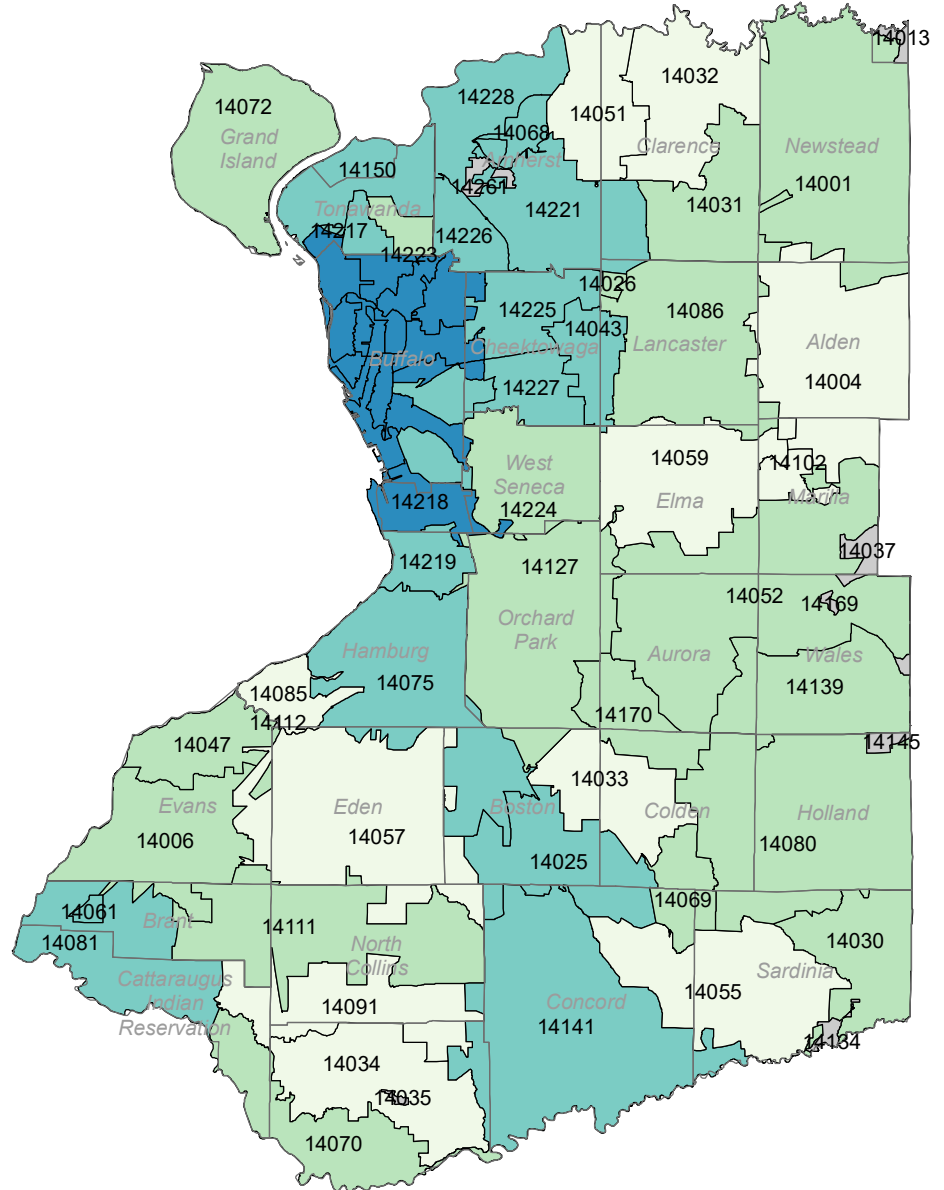 14013
14032
14072
14228
14051
14068
Grand
Island
Clarence
Newstead
Amherst
14150
14261
14001
14221
14031
Tonawanda
14217
14226
14223
14026
14225
14086
14043
Buffalo
Cheektowaga
Lancaster
Alden
14227
14004
West
Seneca
14059
14102
14218
Elma
Marilla
14224
14037
14219
14127
14052
14169
Orchard
Park
Hamburg
Aurora
Wales
14075
14139
14085
14112
14170
14047
14145
14033
Evans
Eden
Boston
Colden
Holland
14006
14057
14025
14080
14061
Brant
14111
14069
14081
North
Collins
14030
Cattaraugus
Indian
Reservation
Sardinia
14055
Concord
14091
14141
14134
14034
14035
14070